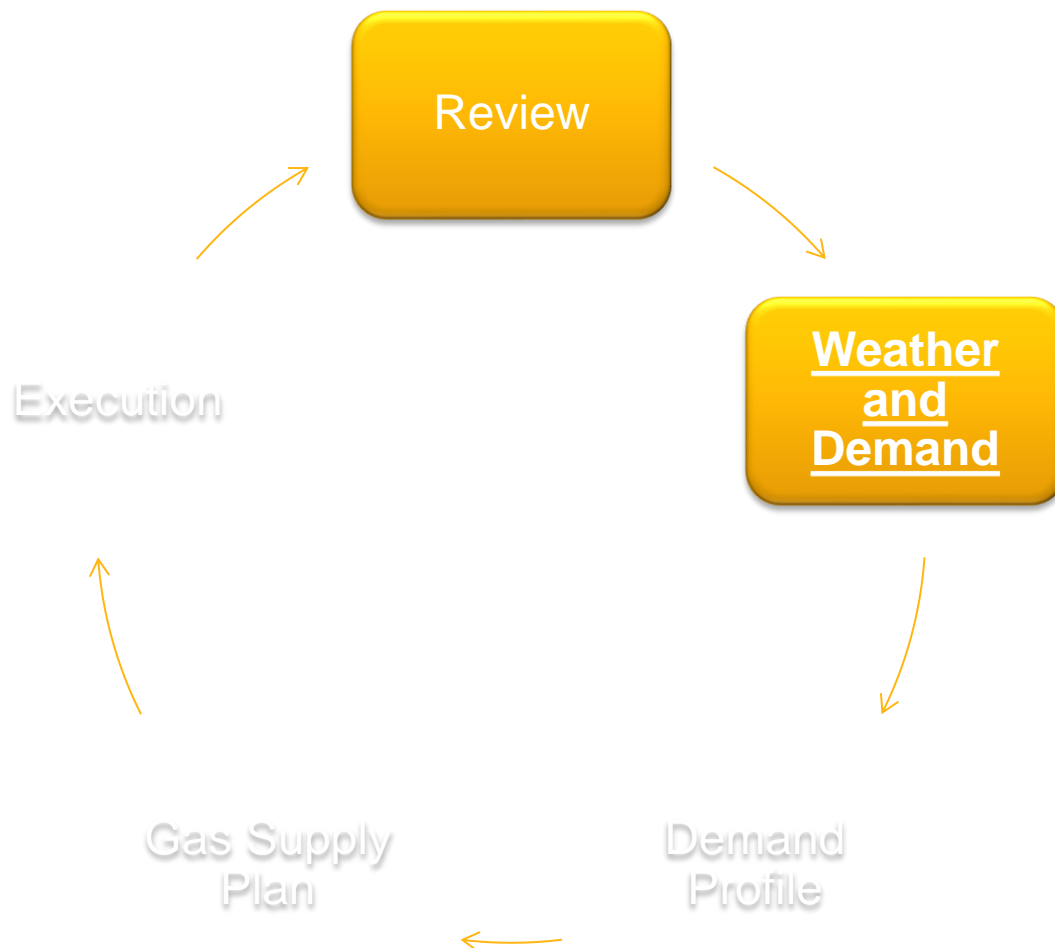 Review
Weather
and
Demand
Execution
Gas Supply
Plan
Demand
Profile